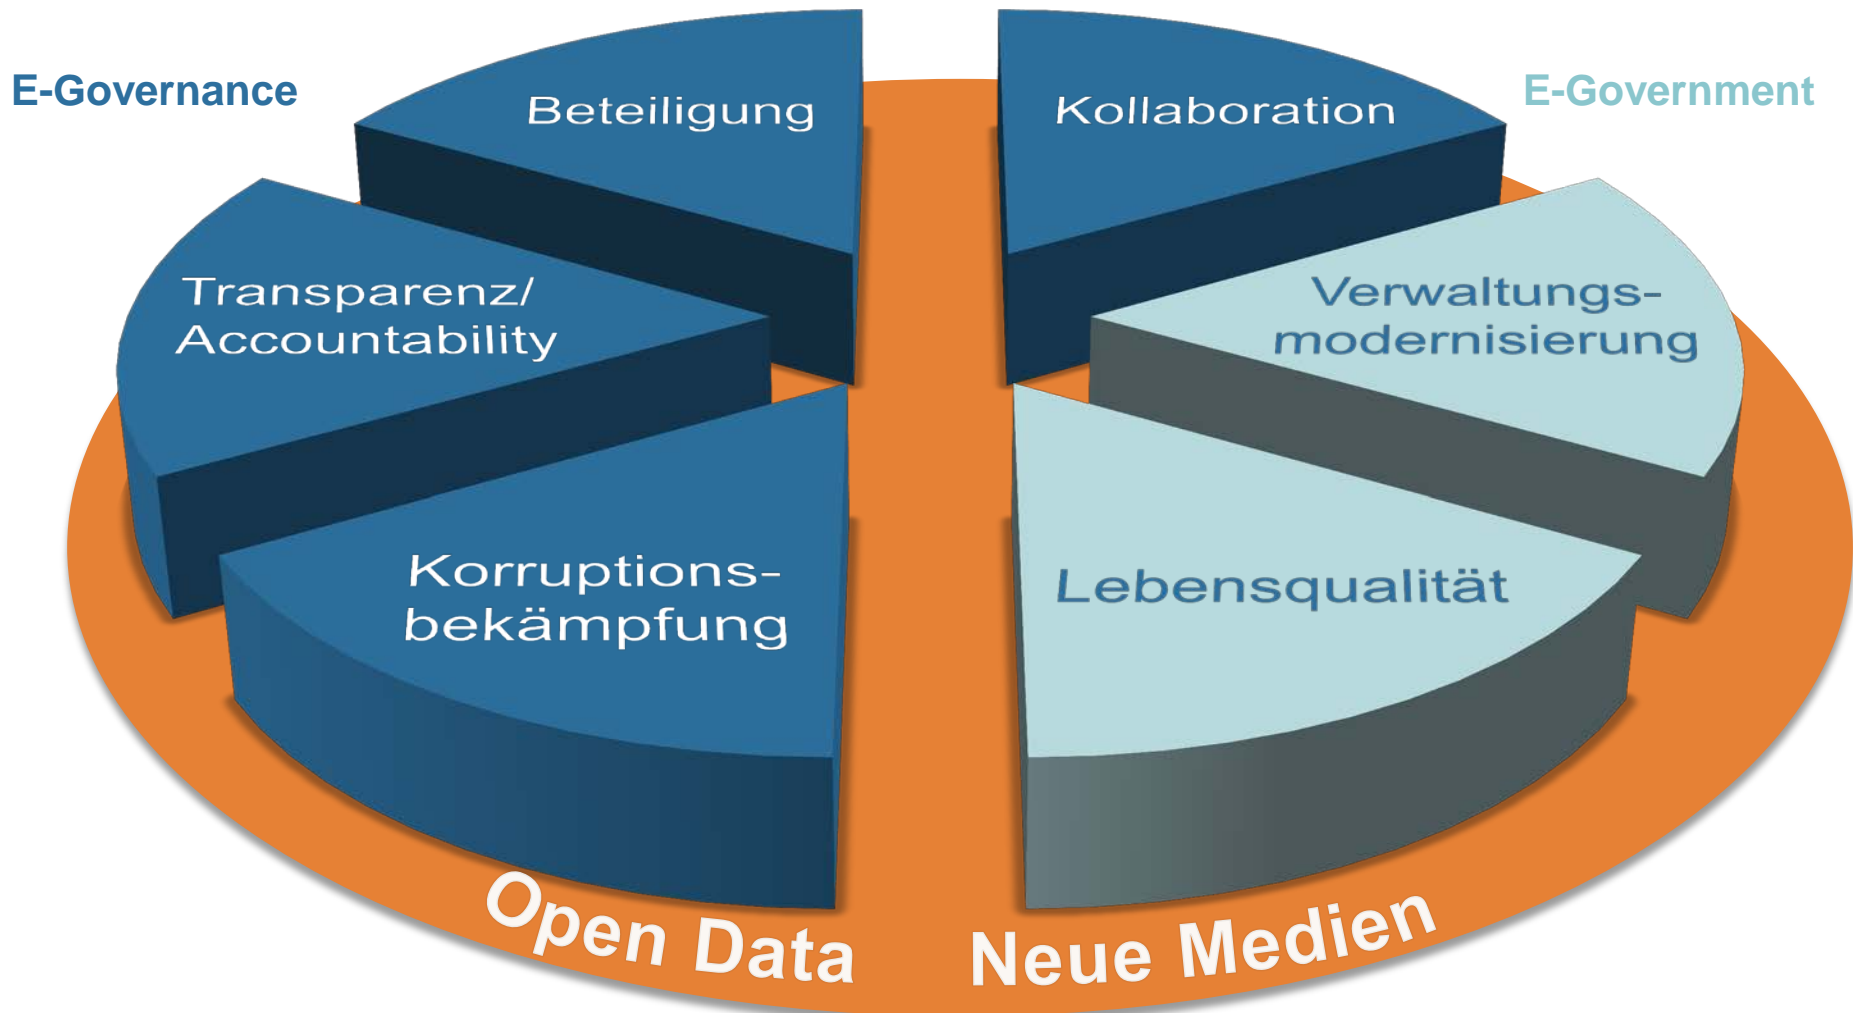 E-Governance
E-Government
Beteiligung
Kollaboration
Transparenz/
Accountability
Verwaltungs-
modernisierung
Korruptions-
bekämpfung
Lebensqualität
Open Data
Neue Medien